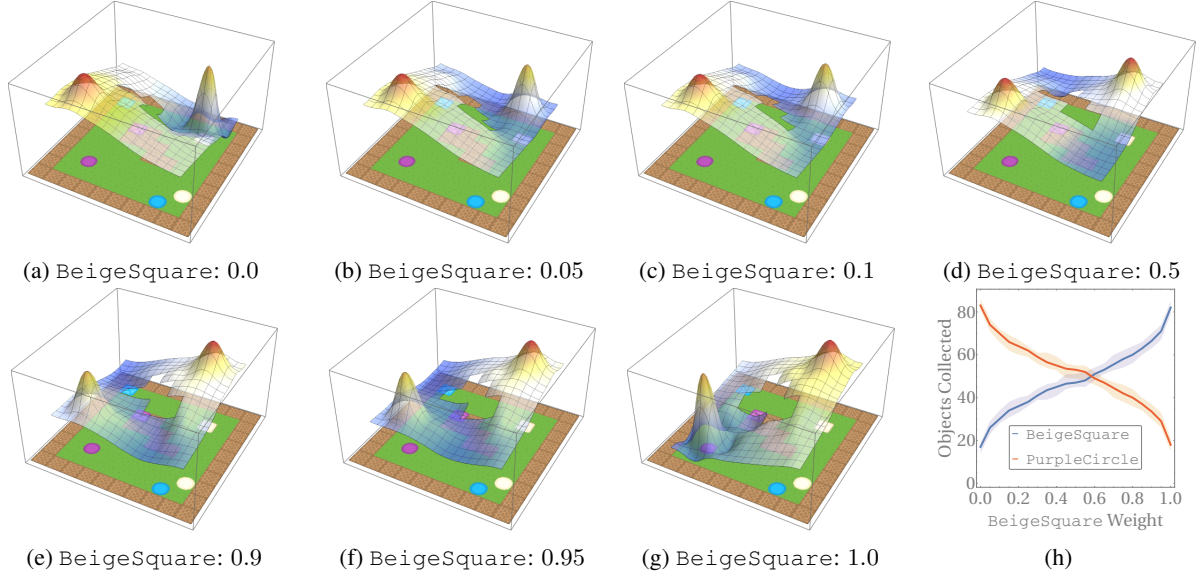 (a) BeigeSquare: 0.0
(b) BeigeSquare: 0.05
(c) BeigeSquare: 0.1
(d) BeigeSquare: 0.5
Objects Collected
80
60
40
20
0
BeigeSquare
PurpleCircle
0.0 0.2 0.4 0.6 0.8 1.0
BeigeSquare Weight
(e) BeigeSquare: 0.9
(f) BeigeSquare: 0.95
(g) BeigeSquare: 1.0
(h)